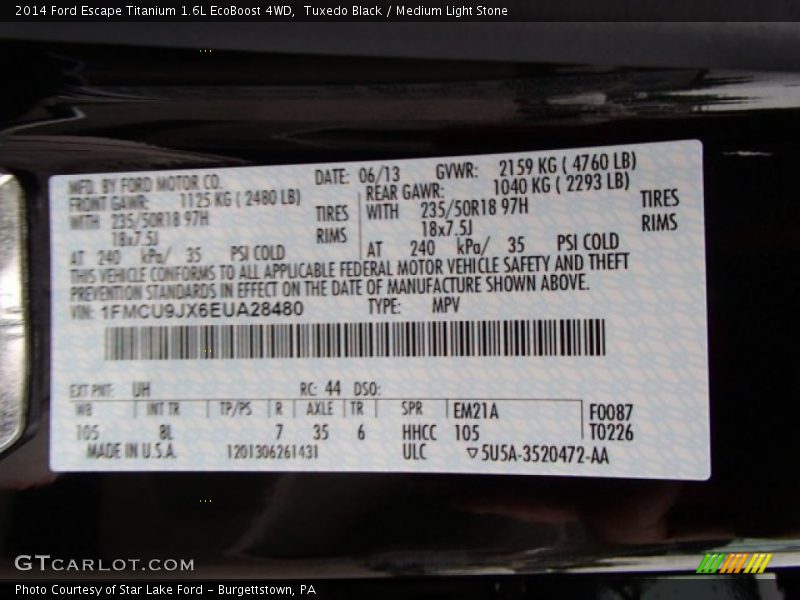 2014 Ford Escape Titanium 1.6L EcoBoost 4WD,  Tuxedo Black / Medium Light Stone
MFD. BY FORD MOTOR CO. DATE: 06/13 GVWR: 2159 KG ( 4760 LB)
FRONT GAWR: 1125 KG ( 2480 LB) REAR GAWR: 1040 KG ( 2293 LB)
WITH 235/50R18 97H TIRES WITH 235/50R18 97H TIRES
18x7.5J RIMS 18x7.5J RIMS
AT 240 kPa/ 35 PSI COLD AT 240 kPa/ 35 PSI COLD
THIS VEHICLE CONFORMS TO ALL APPLICABLE FEDERAL MOTOR VEHICLE SAFETY AND THEFT
PREVENTION STANDARDS IN EFFECT ON THE DATE OF MANUFACTURE SHOWN ABOVE.
VIN: 1FMCU9JX6EUA28480 TYPE: MPV
EXT PNT: UH RC: 44 DSO:
WB INT TR TP/PS R AXLE TR SPR EM21A F0087
105 8L 7 35 6 HHCC 105 T0226
MADE IN U.S.A. 1201306261431 ULC ▽5U5A-3520472-AA
GTCARLOT.COM
Photo Courtesy of Star Lake Ford - Burgettstown, PA